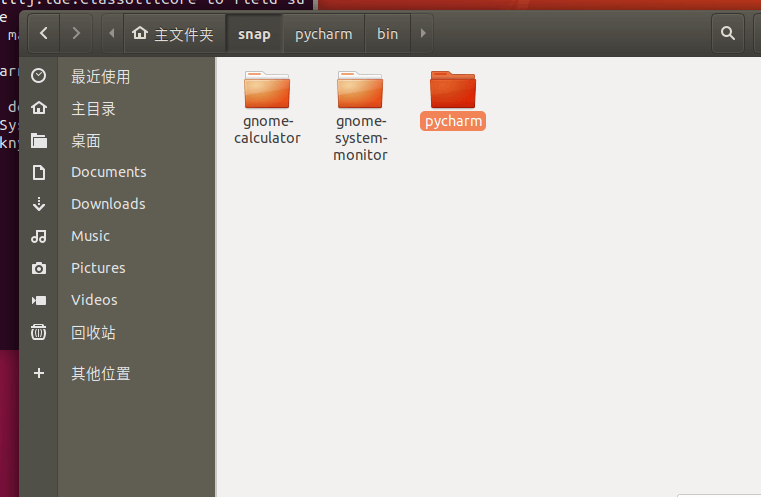 e
主文件夹 snap pycharm bin
最近使用
主目录
桌面
Documents
Downloads
Music
Pictures
Videos
回收站
其他位置
gnome-
calculator
gnome-
system-
monitor
pycharm